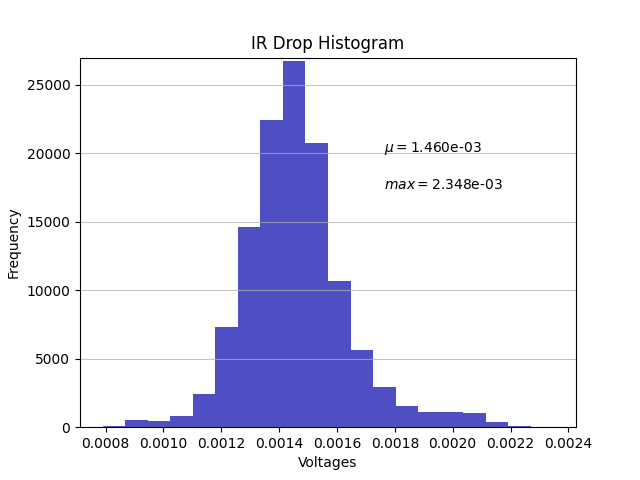 IR Drop Histogram
25000
20000
15000
10000
5000
0
Frequency
μ = 1.460e-03
max = 2.348e-03
0.0008 0.0010 0.0012 0.0014 0.0016 0.0018 0.0020 0.0022 0.0024
Voltages